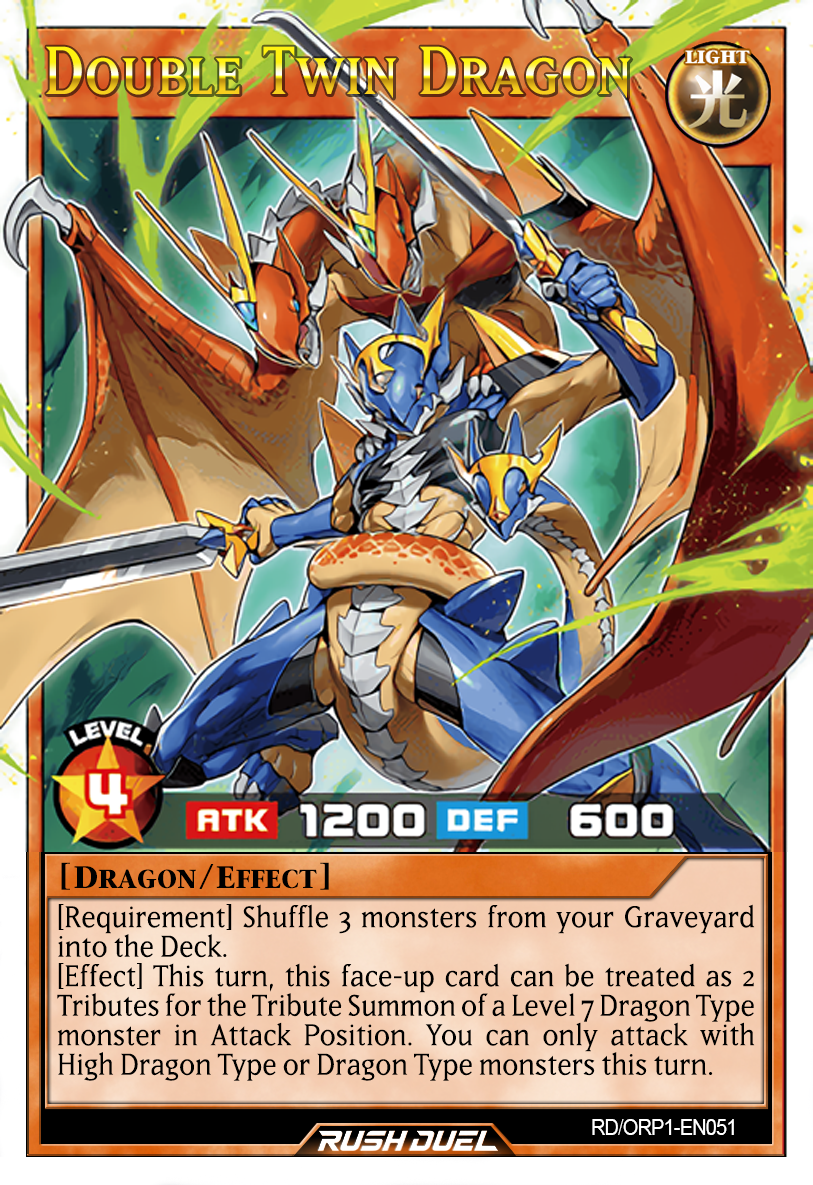 Double Twin Dragon
LIGHT
光
LEVEL
4
ATK 1200 DEF 600
[Dragon/Effect]
[Requirement] Shuffle 3 monsters from your Graveyard
into the Deck.
[Effect] This turn, this face-up card can be treated as 2
Tributes for the Tribute Summon of a Level 7 Dragon Type
monster in Attack Position. You can only attack with
High Dragon Type or Dragon Type monsters this turn.
RD/ORP1-EN051
RUSH DUEL